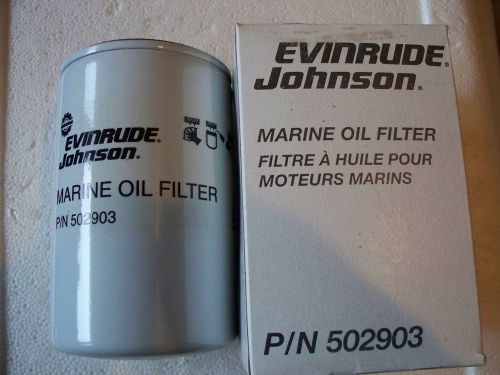 EVINRUDE.
Johnson.
MARINE OIL FILTER
P/N 502903
EVINRUDE.
Johnson.
MARINE OIL FILTER
FILTRE À HUILE POUR
MOTEURS MARINS
P/N 502903